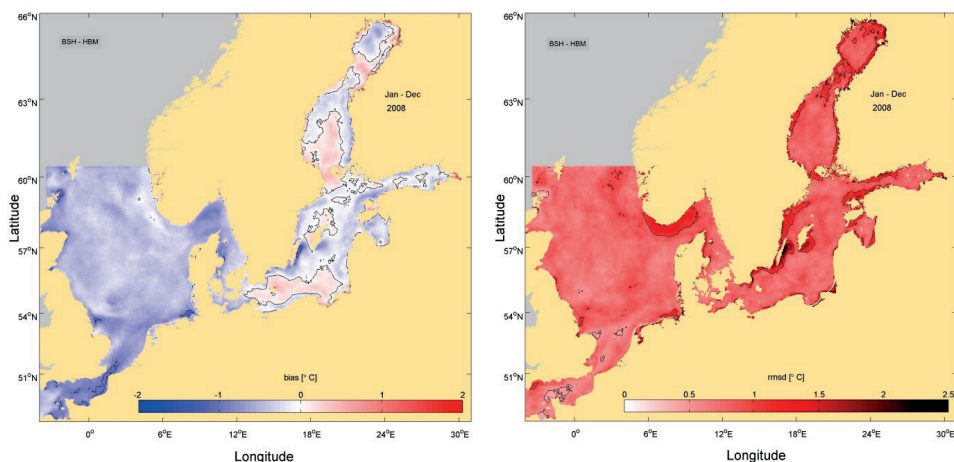 66°N
63°N
60°N
57°N
54°N
51°N
Latitude
BSH - HBM
Jan - Dec
2008
bias [° C]
-2 -1 0 1 2
0° 6°E 12°E 18°E 24°E 30°E
Longitude
66°N
63°N
60°N
57°N
54°N
51°N
Latitude
BSH - HBM
Jan - Dec
2008
rmsd [° C]
0 0.5 1 1.5 2 2.5
0° 6°E 12°E 18°E 24°E 30°E
Longitude